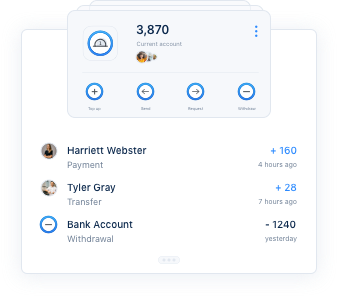 3,870
Current account
Top up
Send
Request
Withdraw
Harriett Webster
+ 160
Payment
4 hours ago
Tyler Gray
+ 28
Transfer
7 hours ago
Bank Account
- 1240
Withdrawal
yesterday